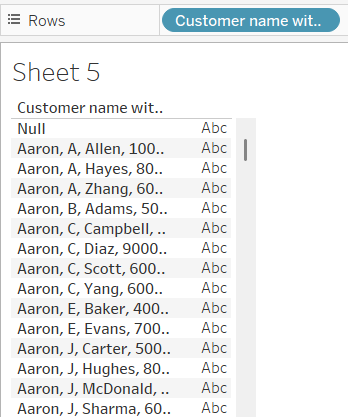 Rows
Customer name wit..
Sheet 5
Customer name wit..
Null Abc
Aaron, A, Allen, 100.. Abc
Aaron, A, Hayes, 80.. Abc
Aaron, A, Zhang, 60.. Abc
Aaron, B, Adams, 50.. Abc
Aaron, C, Campbell, .. Abc
Aaron, C, Diaz, 9000.. Abc
Aaron, C, Scott, 600.. Abc
Aaron, C, Yang, 600.. Abc
Aaron, E, Baker, 400.. Abc
Aaron, E, Evans, 700.. Abc
Aaron, J, Carter, 500.. Abc
Aaron, J, Hughes, 80.. Abc
Aaron, J, McDonald, .. Abc
Aaron, J, Sharma, 60.. Abc